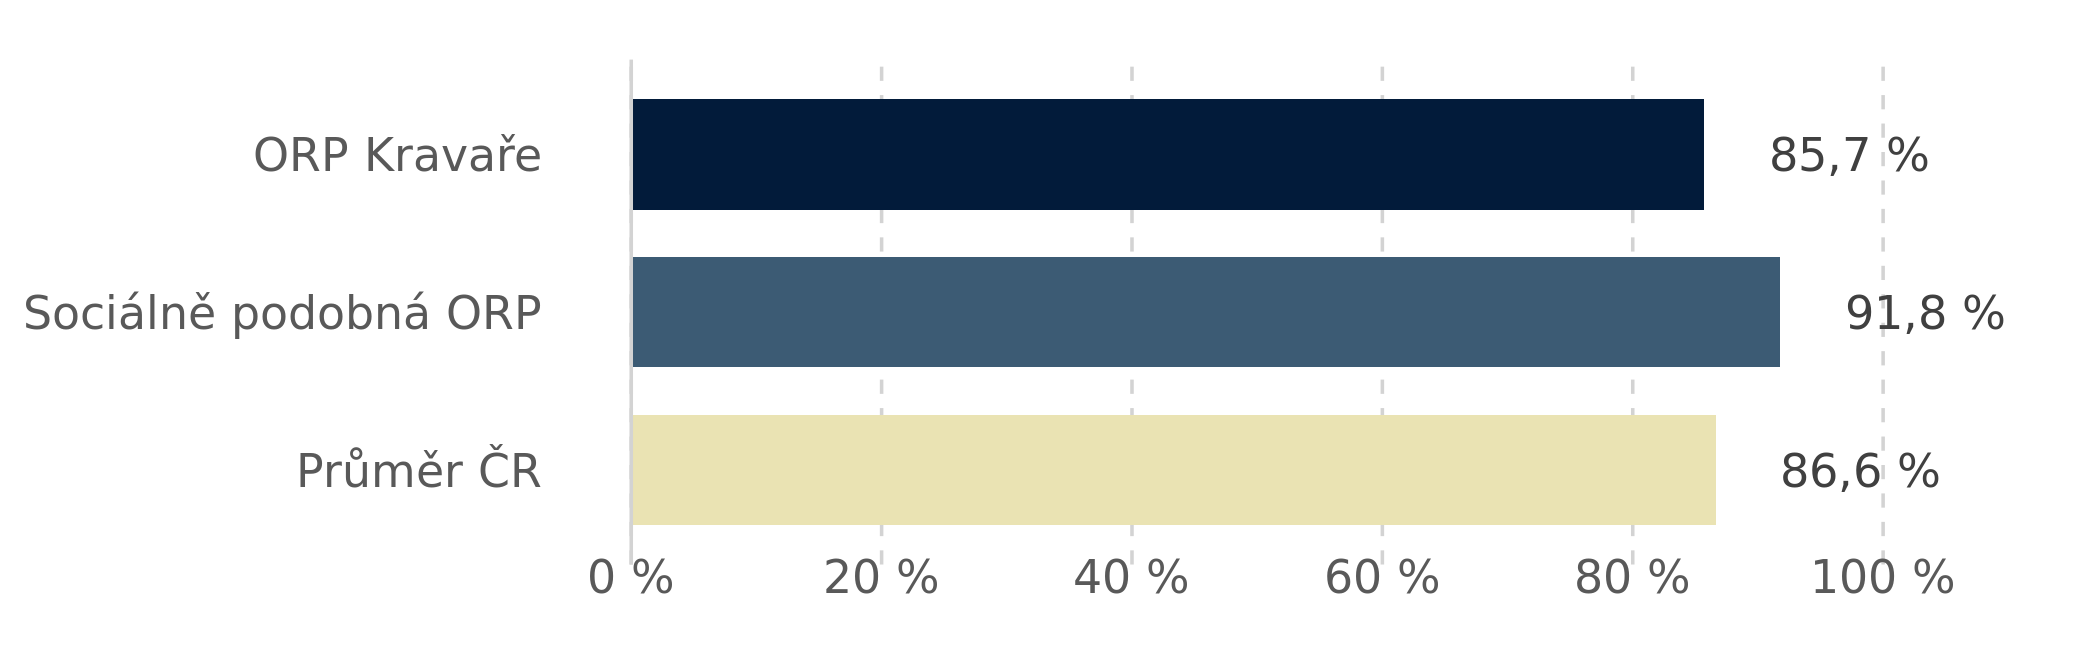 ORP Kravaře
85,7 %
Sociálně podobná ORP
91,8 %
Průměr ČR
86,6 %
0 % 20 % 40 % 60 % 80 % 100 %